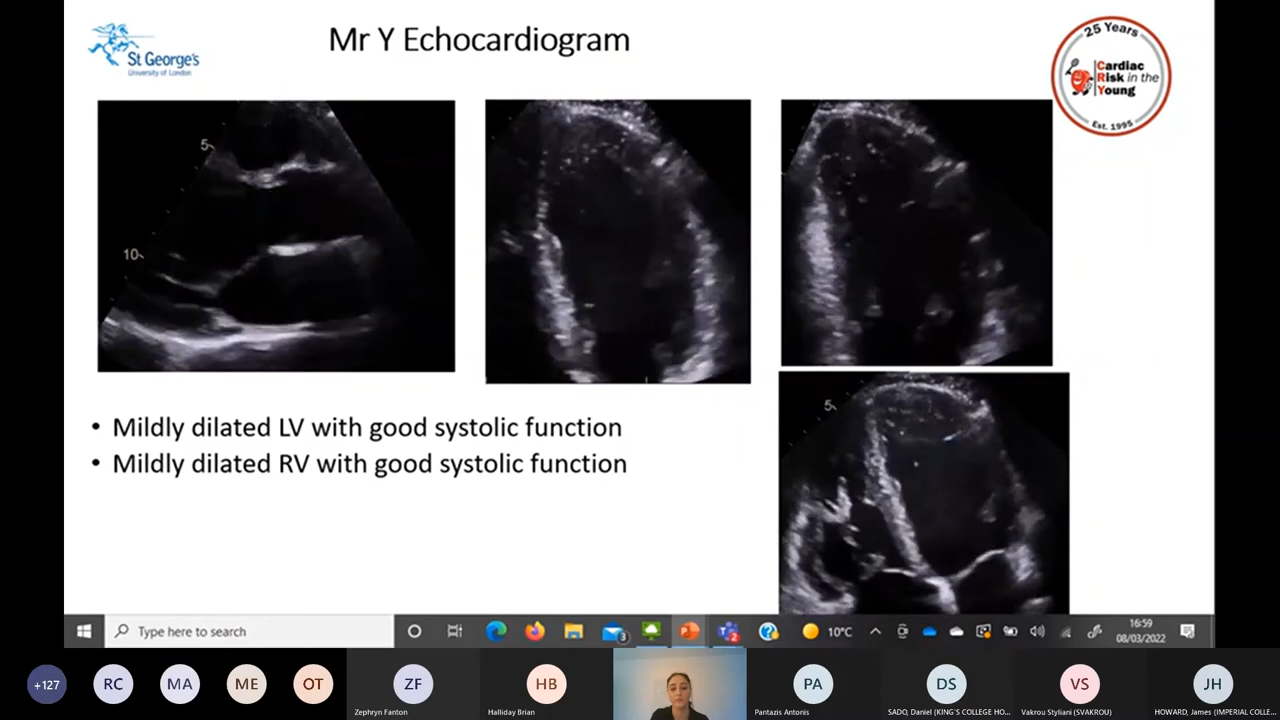 St George's
University of London
Mr Y Echocardiogram
25 Years
Cardiac
Risk in the
Young
Est. 1995
5
10
5
• Mildly dilated LV with good systolic function
• Mildly dilated RV with good systolic function
Type here to search
3
2
10°C
16:59
08/03/2022
+127
RC
MA
ME
OT
ZF
HB
PA
DS
VS
JH
Zephryn Fanton
Halliday Brian
Pantazis Antonis
SADO, Daniel (KING'S COLLEGE HO...
Vakrou Styliani (SVAKROU)
HOWARD, James (IMPERIAL COLLE...